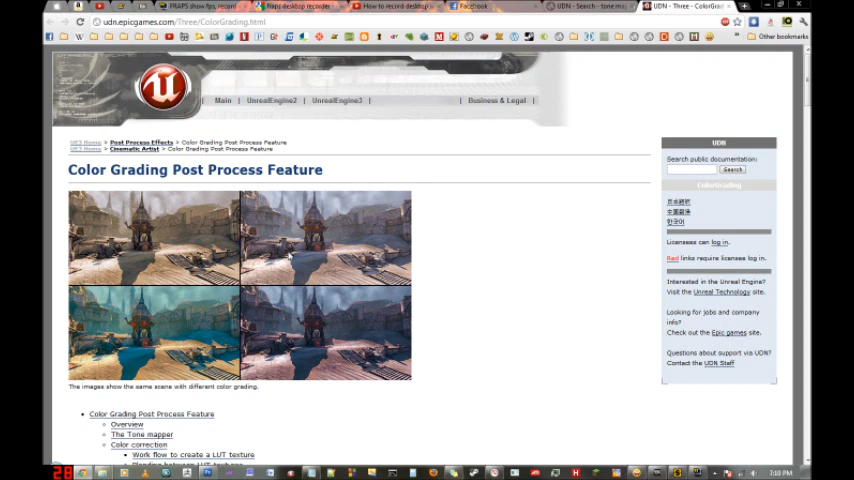 FRAPS show fps, record
fraps desktop recorder
How to record desktop
Facebook
UDN - Search - tone ma
UDN - Three - ColorGrad
udn.epicgames.com/Three/ColorGrading.html
Other bookmarks
Main
UnrealEngine2
UnrealEngine3
Business & Legal
UE3 Home > Post Process Effects > Color Grading Post Process Feature
UE3 Home > Cinematic Artist > Color Grading Post Process Feature
Color Grading Post Process Feature
The images show the same scene with different color grading.
• Color Grading Post Process Feature
Overview
The Tone mapper
Color correction
Work flow to create a LUT texture
UDN
Search public documentation:
Search
ColorGrading
日本語訳
中国翻译
한국어
Licensees can log in.
Red links require licensee log in.
Interested in the Unreal Engine?
Visit the Unreal Technology site.
Looking for jobs and company
info?
Check out the Epic games site.
Questions about support via UDN?
Contact the UDN Staff
28
7:10 PM